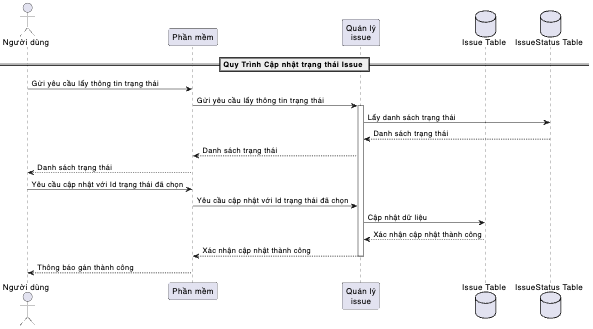 Người dùng
Phần mềm
Quán lý
issue
Issue Table
IssueStatus Table
Quy Trình Cập nhật trạng thái Issue
Gửi yêu cầu lấy thông tin trạng thái
Gửi yêu cầu lấy thông tin trạng thái
Lấy danh sách trạng thái
Danh sách trạng thái
Danh sách trạng thái
Danh sách trạng thái
Yêu cầu cập nhật với Id trạng thái đã chọn
Yêu cầu cập nhật với Id trạng thái đã chọn
Cập nhật dữ liệu
Xác nhận cập nhật thành công
Xác nhận cập nhật thành công
Thông báo gán thành công
Người dùng
Phần mềm
Quán lý
issue
Issue Table
IssueStatus Table